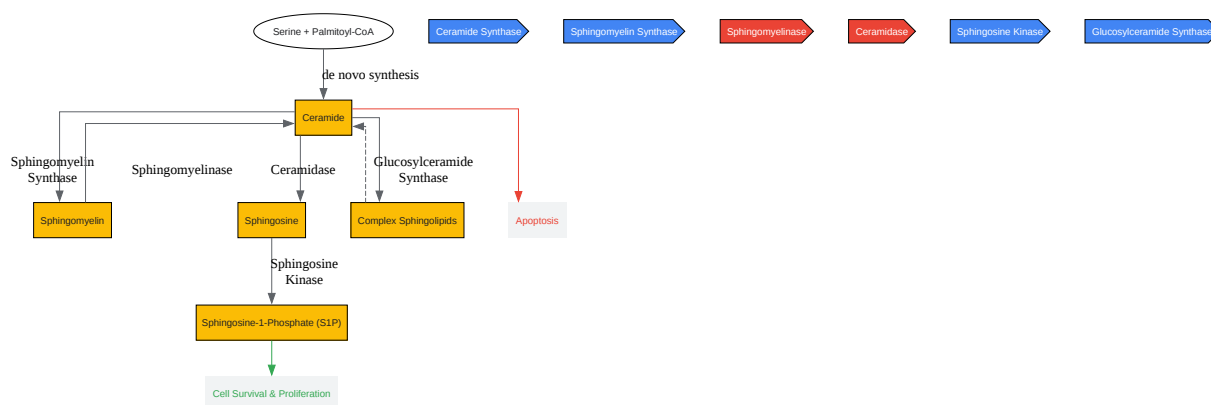 Serine + Palmitoyl-CoA
Ceramide Synthase
Sphingomyelin Synthase
Sphingomyelinase
Ceramidase
Sphingosine Kinase
Glucosylceramide Synthase
de novo synthesis
Ceramide
Sphingomyelin
Synthase
Sphingomyelinase
Ceramidase
Glucosylceramide
Synthase
Sphingomyelin
Sphingosine
Complex Sphingolipids
Apoptosis
Sphingosine
Kinase
Sphingosine-1-Phosphate (S1P)
Cell Survival & Proliferation